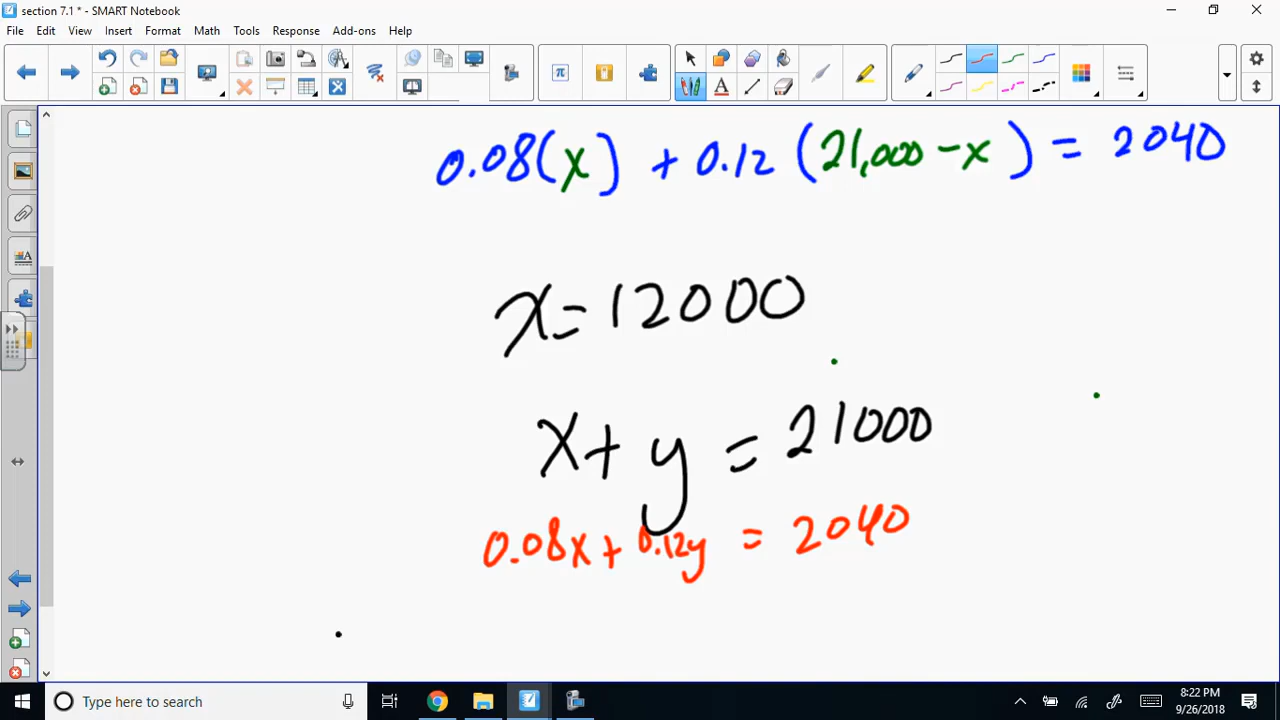 section 7.1 * - SMART Notebook
File Edit View Insert Format Math Tools Response Add-ons Help
0.08(x) + 0.12 (21,000 - x) = 2040
x = 12000
x + y = 21000
0.08x + 0.12y = 2040
Type here to search
8:22 PM
9/26/2018